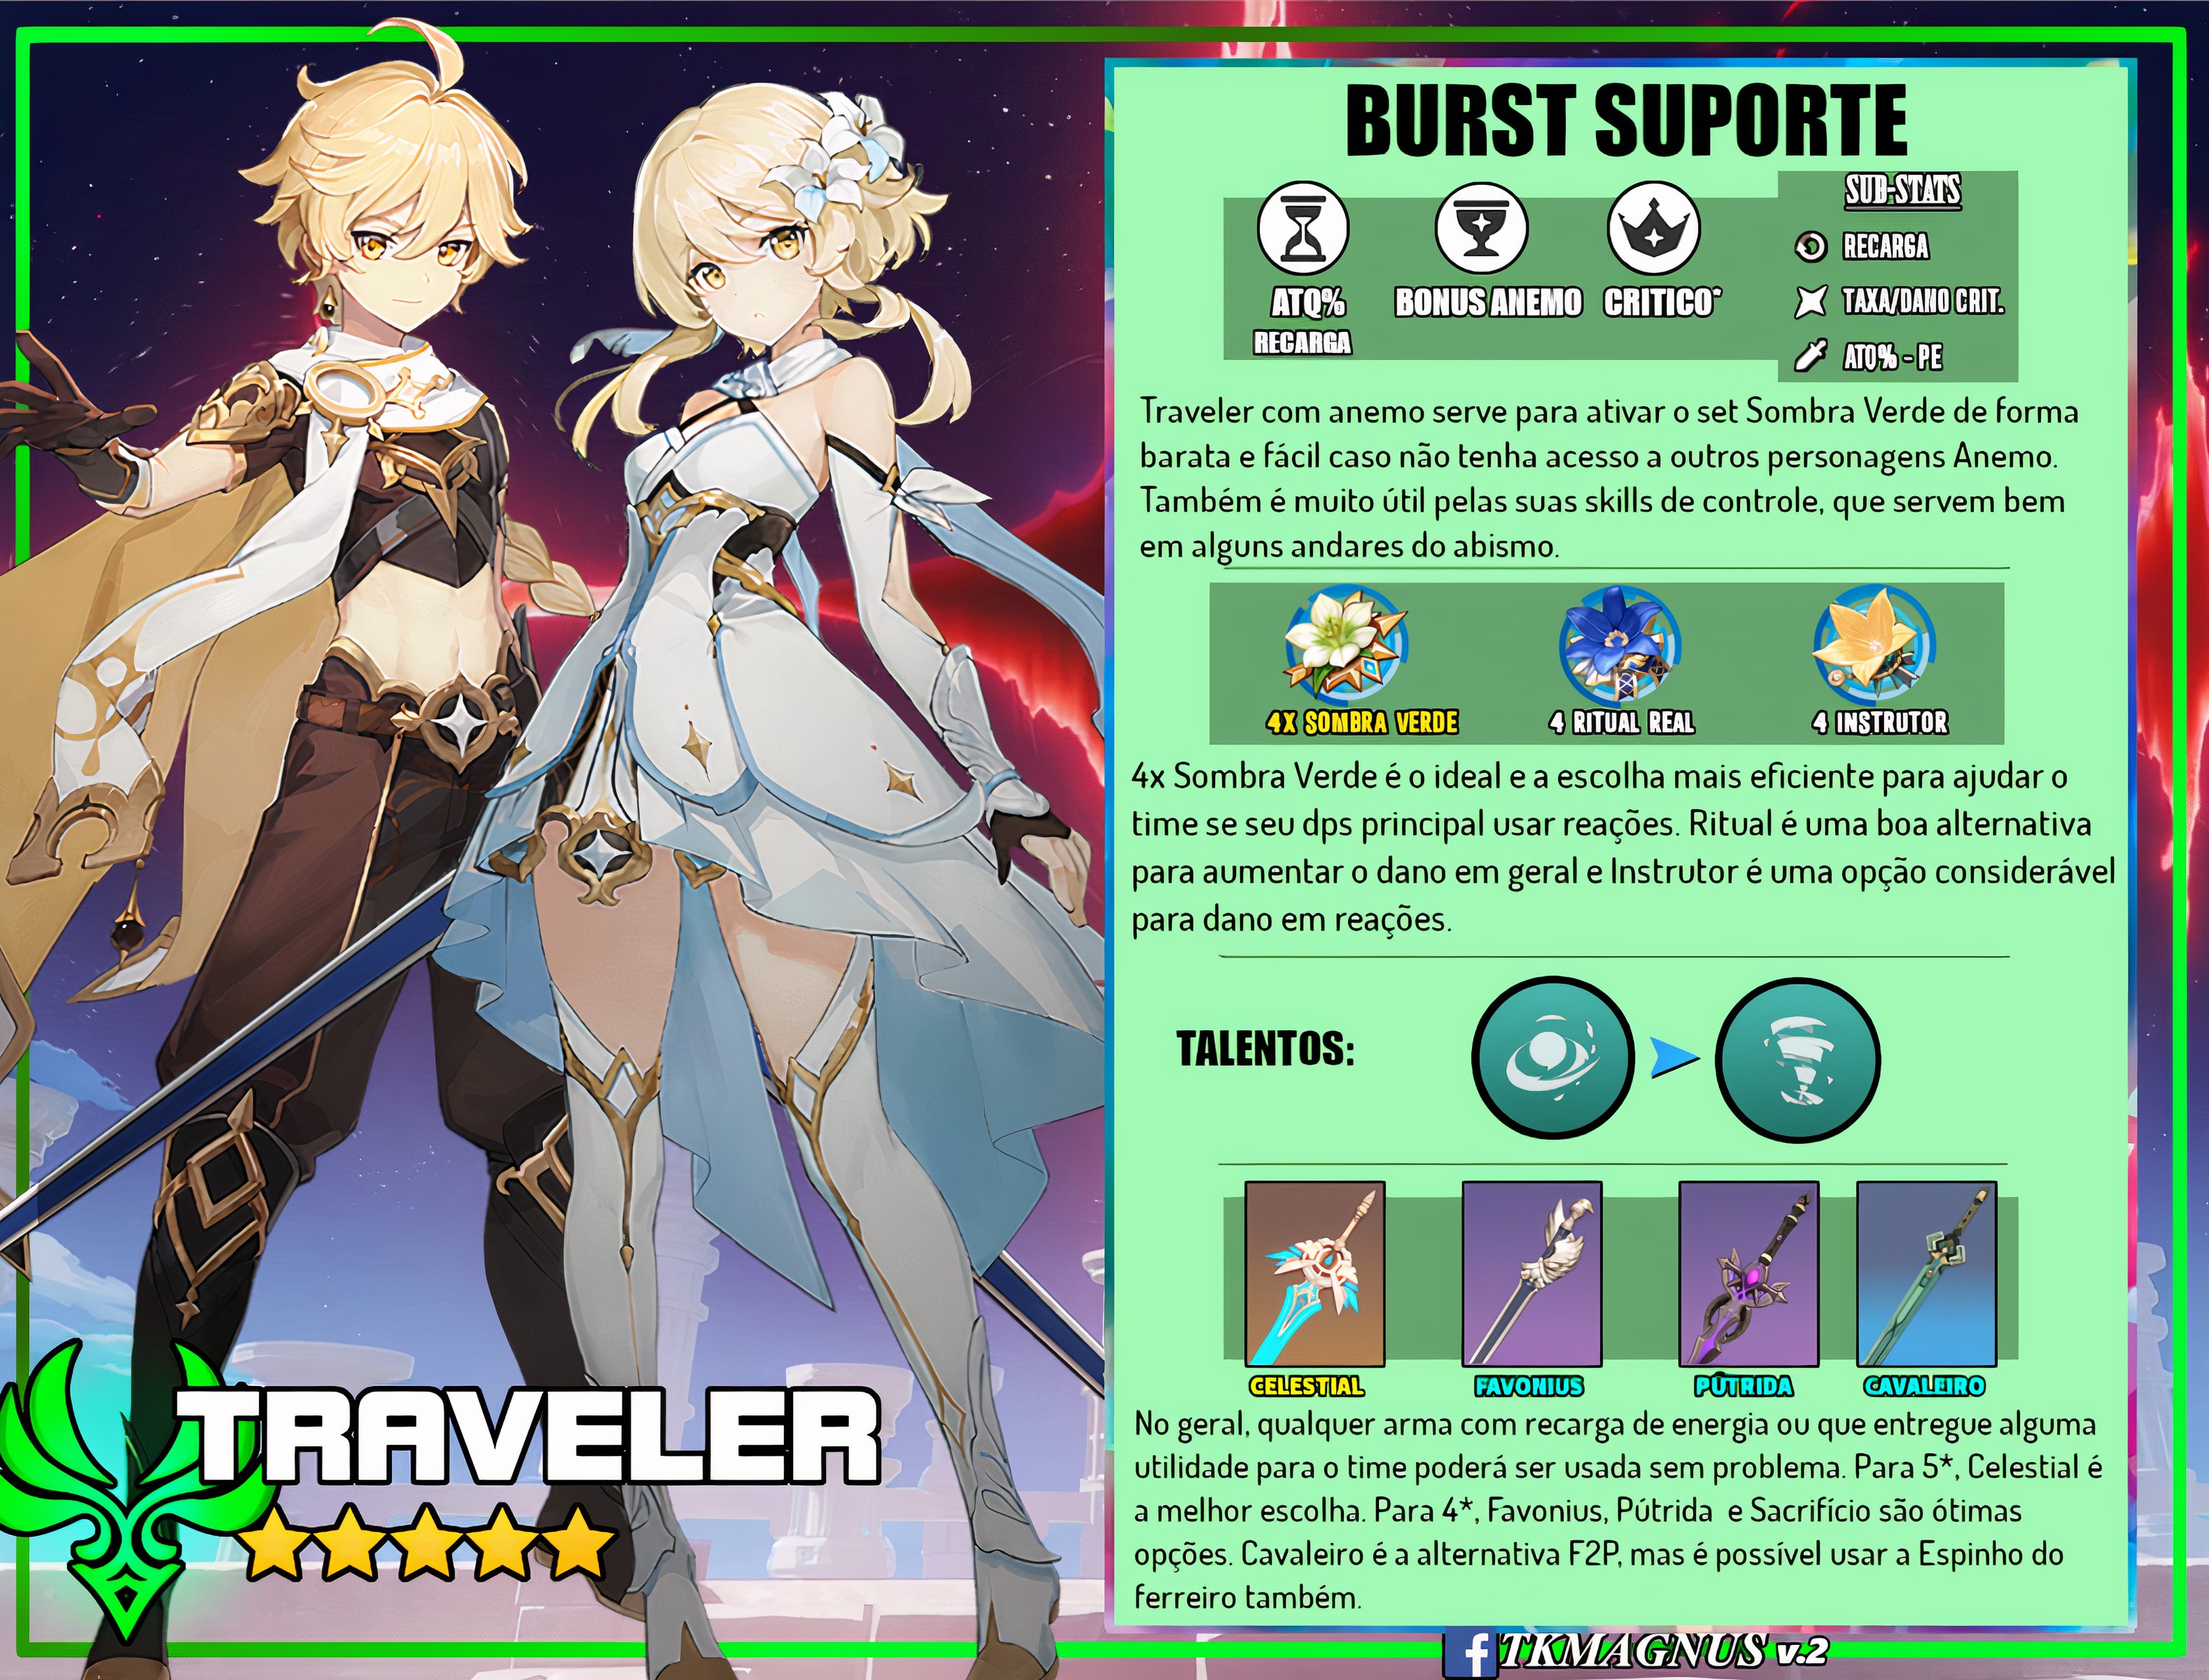 BURST SUPORTE
SUB-STATS
RECARGA
ATQ%
BONUS ANEMO
CRITICO*
TAXA/DANO CRIT.
RECARGA
ATQ% - PE
Traveler com anemo serve para ativar o set Sombra Verde de forma
barata e fácil caso não tenha acesso a outros personagens Anemo.
Também é muito útil pelas suas skills de controle, que servem bem
em alguns andares do abismo.
4X SOMBRA VERDE
4 RITUAL REAL
4 INSTRUTOR
4x Sombra Verde é o ideal e a escolha mais eficiente para ajudar o
time se seu dps principal usar reações. Ritual é uma boa alternativa
para aumentar o dano em geral e Instrutor é uma opção considerável
para dano em reações.
TALENTOS:
CELESTIAL
FAVONIUS
PÚTRIDA
CAVALEIRO
No geral, qualquer arma com recarga de energia ou que entregue alguma
utilidade para o time poderá ser usada sem problema. Para 5*, Celestial é
a melhor escolha. Para 4*, Favonius, Pútrida e Sacrifício são ótimas
opções. Cavaleiro é a alternativa F2P, mas é possível usar a Espinho do
ferreiro também.
TRAVELER
f TKMAGNUS v.2